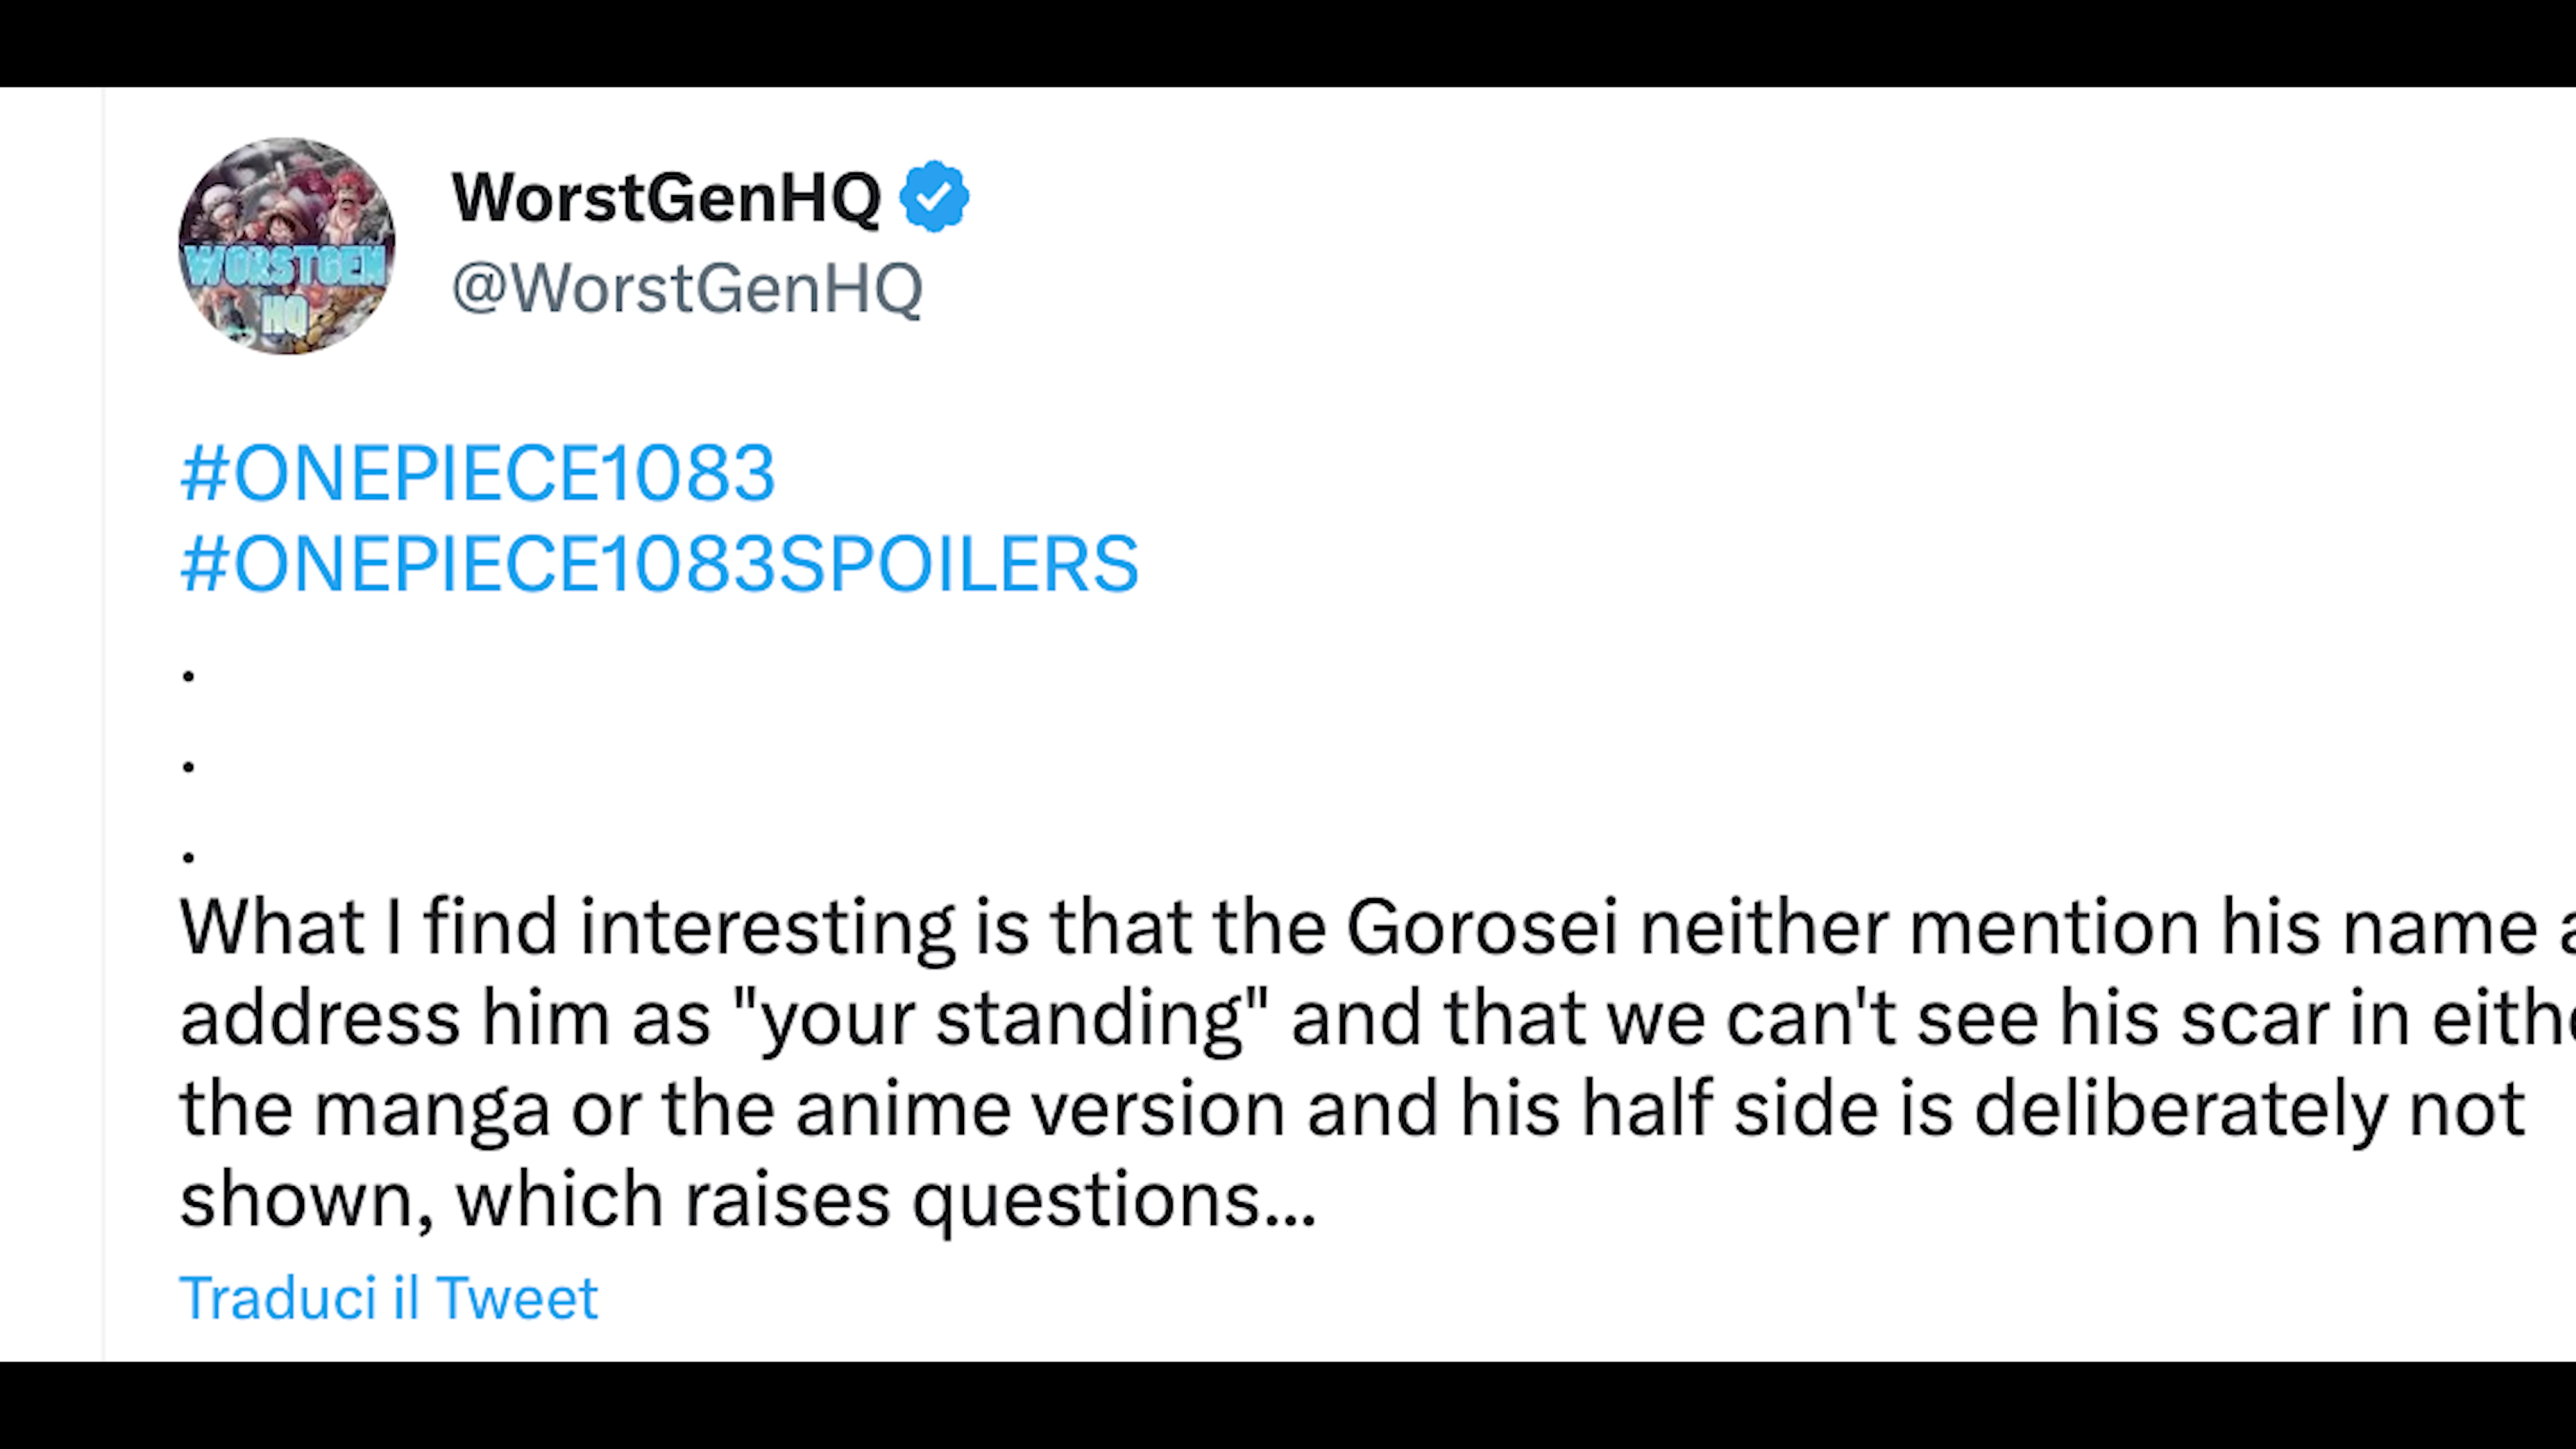 WorstGenHQ
@WorstGenHQ
WORSTGEN
HQ
#ONEPIECE1083
#ONEPIECE1083SPOILERS
.
.
.
What I find interesting is that the Gorosei neither mention his name
address him as "your standing" and that we can't see his scar in
the manga or the anime version and his half side is deliberately not
shown, which raises questions...
Traduci il Tweet